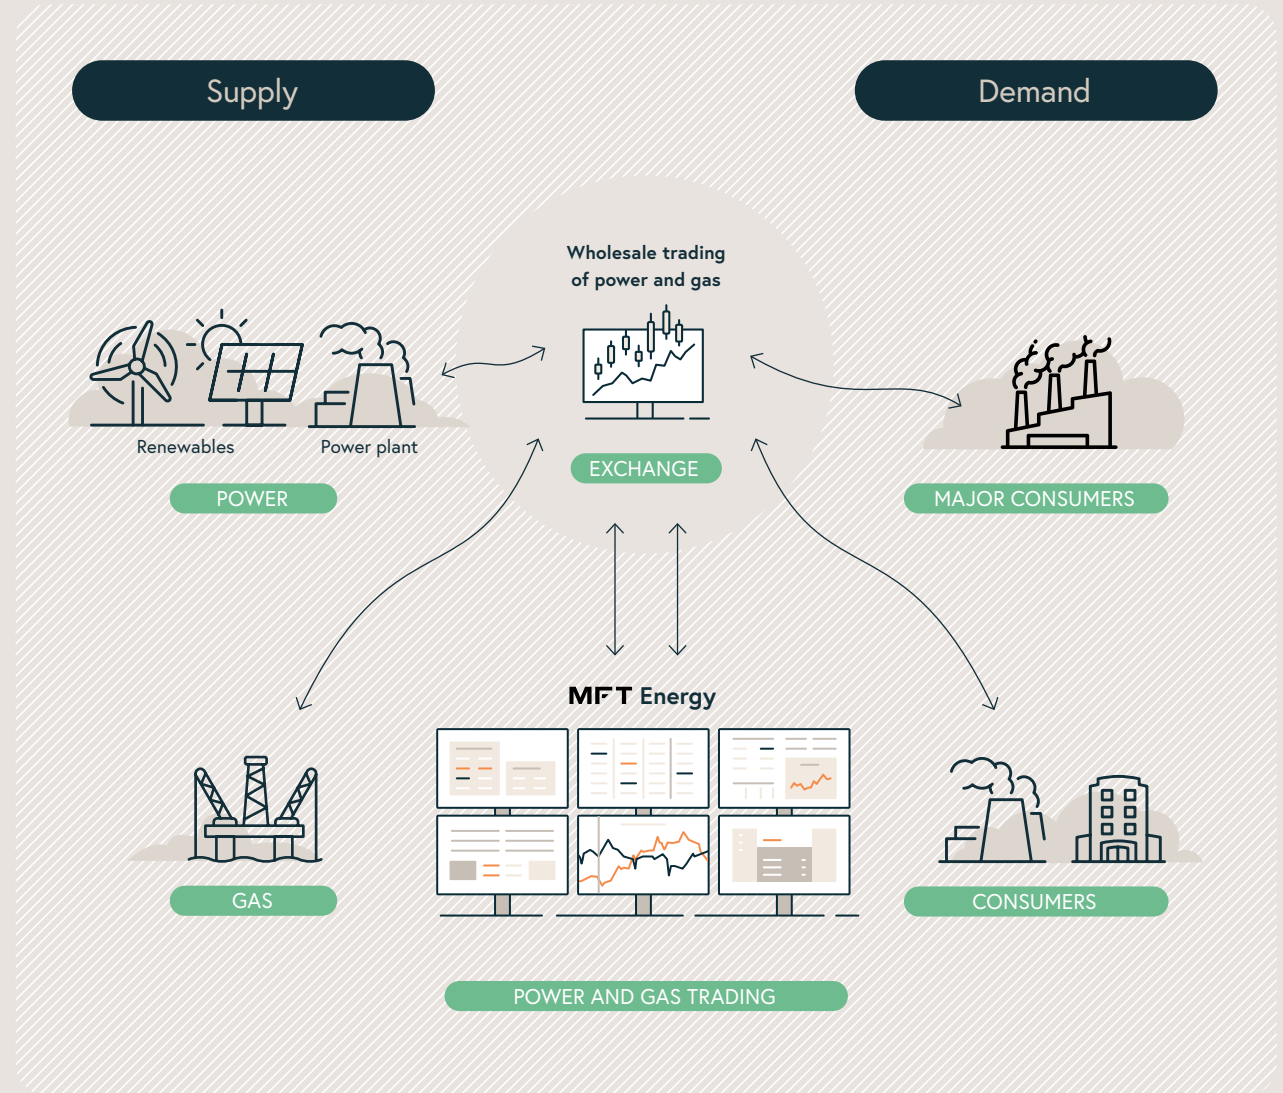 Supply
Demand
Wholesale trading
of power and gas
Renewables
Power plant
EXCHANGE
POWER
MAJOR CONSUMERS
MFT Energy
GAS
CONSUMERS
POWER AND GAS TRADING